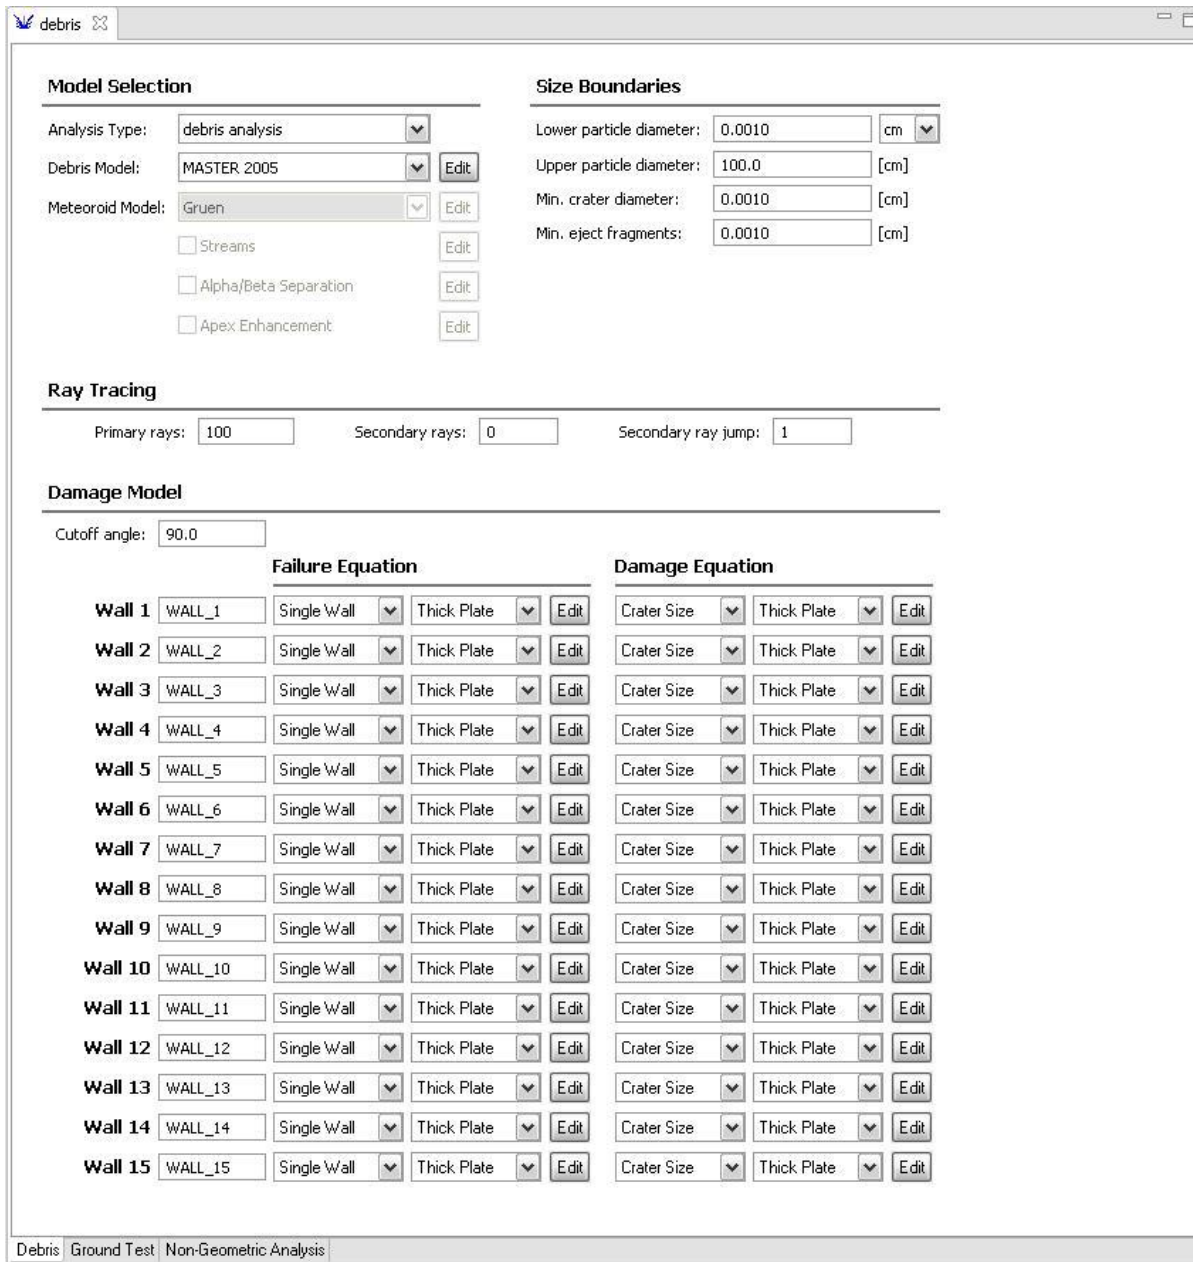 debris
Model Selection
Analysis Type: debris analysis
Debris Model: MASTER 2005 Edit
Meteoroid Model: Gruen Edit
Streams Edit
Alpha/Beta Separation Edit
Apex Enhancement Edit
Size Boundaries
Lower particle diameter: 0.0010 cm
Upper particle diameter: 100.0 [cm]
Min. crater diameter: 0.0010 [cm]
Min. eject fragments: 0.0010 [cm]
Ray Tracing
Primary rays: 100 Secondary rays: 0 Secondary ray jump: 1
Damage Model
Cutoff angle: 90.0
Failure Equation Damage Equation
Wall 1 WALL_1 Single Wall Thick Plate Edit Crater Size Thick Plate Edit
Wall 2 WALL_2 Single Wall Thick Plate Edit Crater Size Thick Plate Edit
Wall 3 WALL_3 Single Wall Thick Plate Edit Crater Size Thick Plate Edit
Wall 4 WALL_4 Single Wall Thick Plate Edit Crater Size Thick Plate Edit
Wall 5 WALL_5 Single Wall Thick Plate Edit Crater Size Thick Plate Edit
Wall 6 WALL_6 Single Wall Thick Plate Edit Crater Size Thick Plate Edit
Wall 7 WALL_7 Single Wall Thick Plate Edit Crater Size Thick Plate Edit
Wall 8 WALL_8 Single Wall Thick Plate Edit Crater Size Thick Plate Edit
Wall 9 WALL_9 Single Wall Thick Plate Edit Crater Size Thick Plate Edit
Wall 10 WALL_10 Single Wall Thick Plate Edit Crater Size Thick Plate Edit
Wall 11 WALL_11 Single Wall Thick Plate Edit Crater Size Thick Plate Edit
Wall 12 WALL_12 Single Wall Thick Plate Edit Crater Size Thick Plate Edit
Wall 13 WALL_13 Single Wall Thick Plate Edit Crater Size Thick Plate Edit
Wall 14 WALL_14 Single Wall Thick Plate Edit Crater Size Thick Plate Edit
Wall 15 WALL_15 Single Wall Thick Plate Edit Crater Size Thick Plate Edit
Debris Ground Test Non-Geometric Analysis